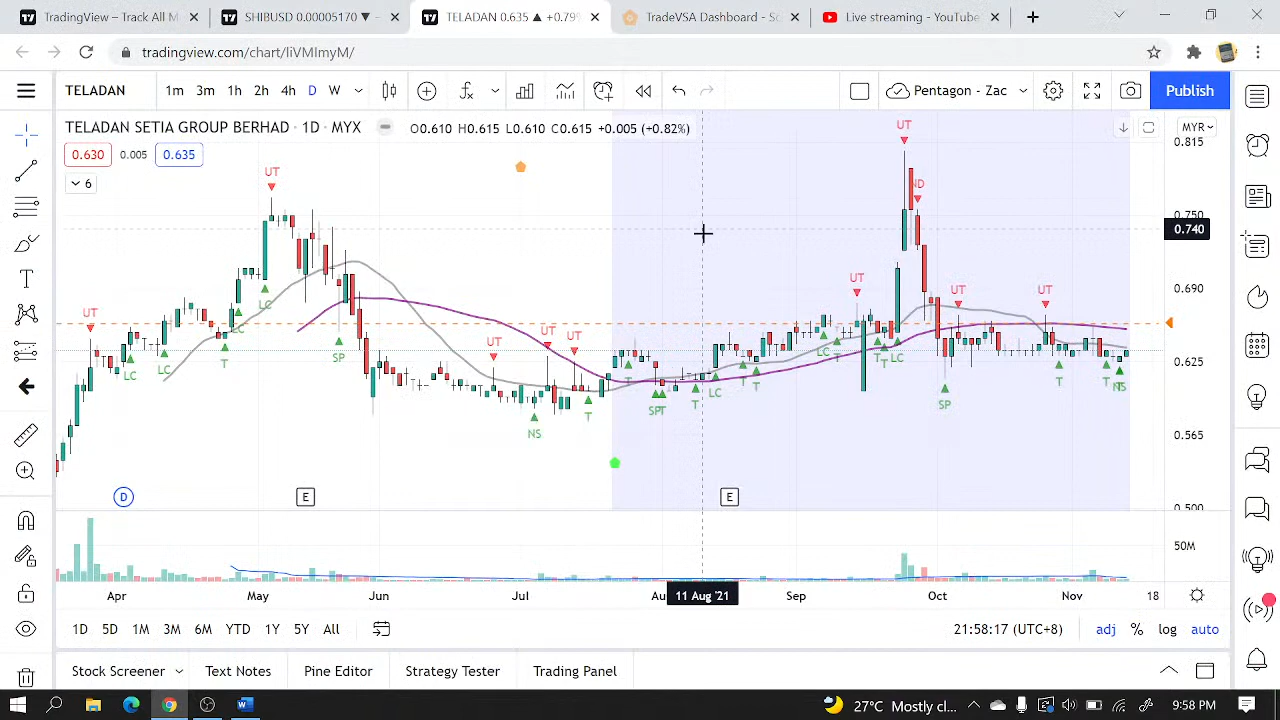 TradingView – Track All M
SHIBUSD 0.00005170 ▼ –
TELADAN 0.635 ▲ +0.79%
TradeVSA Dashboard - S
Live streaming - YouTube
tradingview.com/chart/
TELADAN
1m 3m 1h 2h 4h D W
Pentagon - Zac
Publish
TELADAN SETIA GROUP BERHAD · 1D · MYX
O0.610 H0.615 L0.610 C0.615 +0.005 (+0.82%)
MYR
0.630 0.005 0.635
6
0.815
0.750
0.740
0.690
0.625
0.565
0.500
50M
UT
LC
LC
T
LC
LC
UT
SP
UT
NS
UT
UT
T
T
SP
T
T
LC
T
T
LC
T
UT
T
LC
UT
ND
SP
UT
UT
T
T
NS
D
E
E
Apr May Jun Jul Au 11 Aug '21 Sep Oct Nov 18
1D 5D 1M 3M 6M YTD 1Y 5Y All
21:58:17 (UTC+8)
adj % log auto
Stock Screener Text Notes Pine Editor Strategy Tester Trading Panel
27°C Mostly cl...
9:58 PM